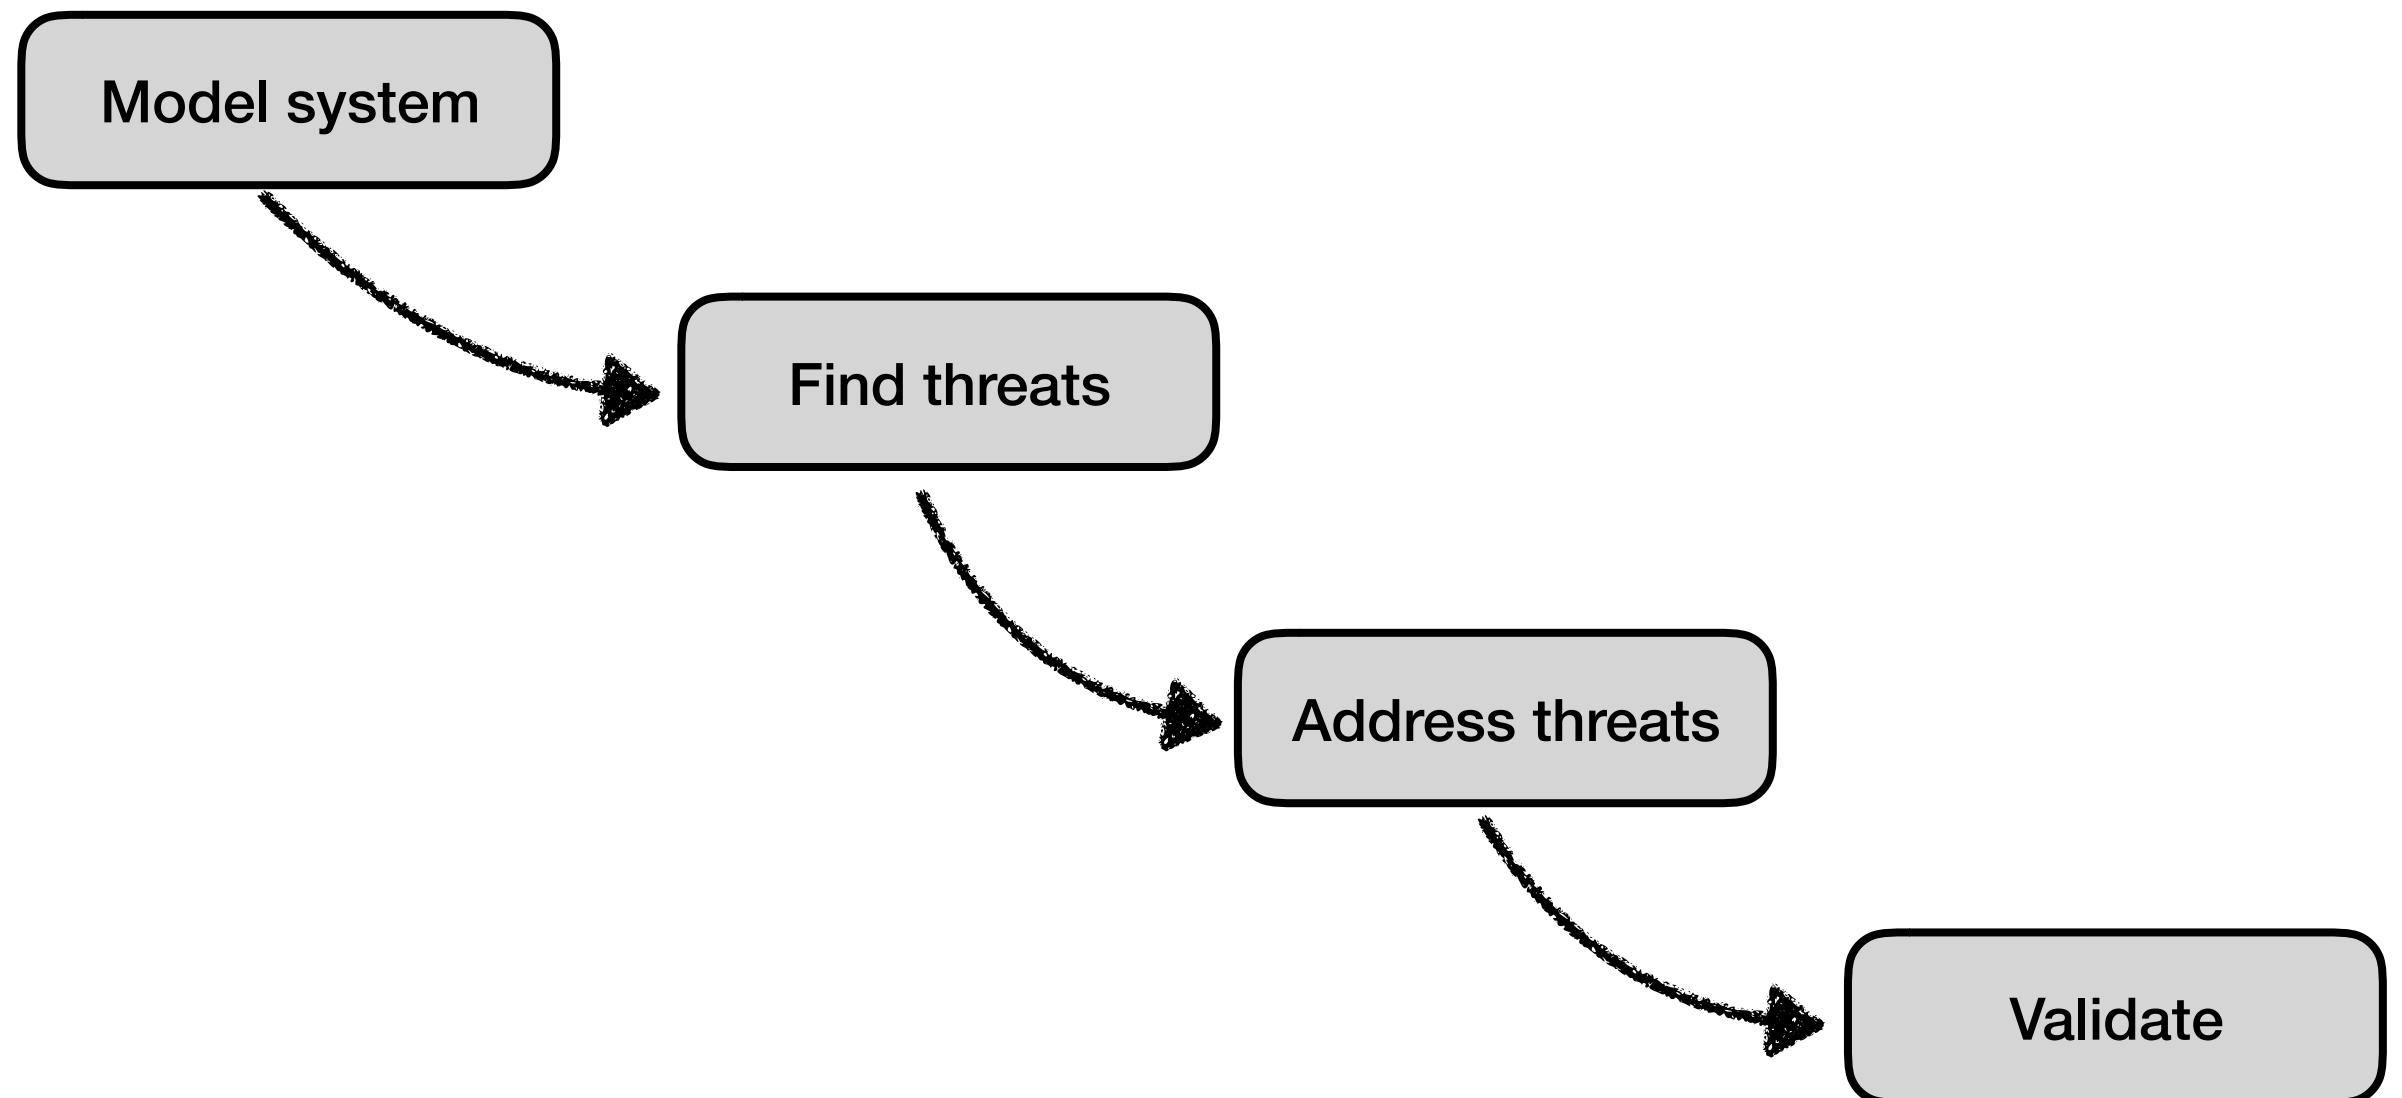 Model system
Find threats
Address threats
Validate